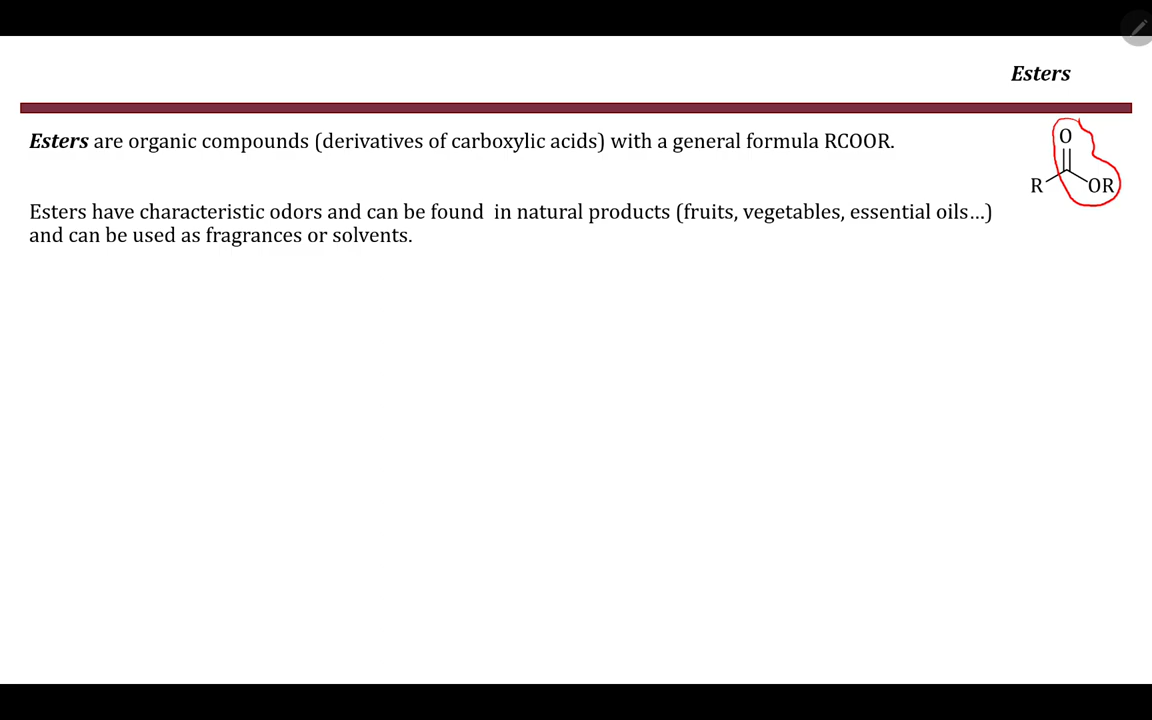 Esters
Esters are organic compounds (derivatives of carboxylic acids) with a general formula RCOOR.
O
R
OR
Esters have characteristic odors and can be found in natural products (fruits, vegetables, essential oils...)
and can be used as fragrances or solvents.